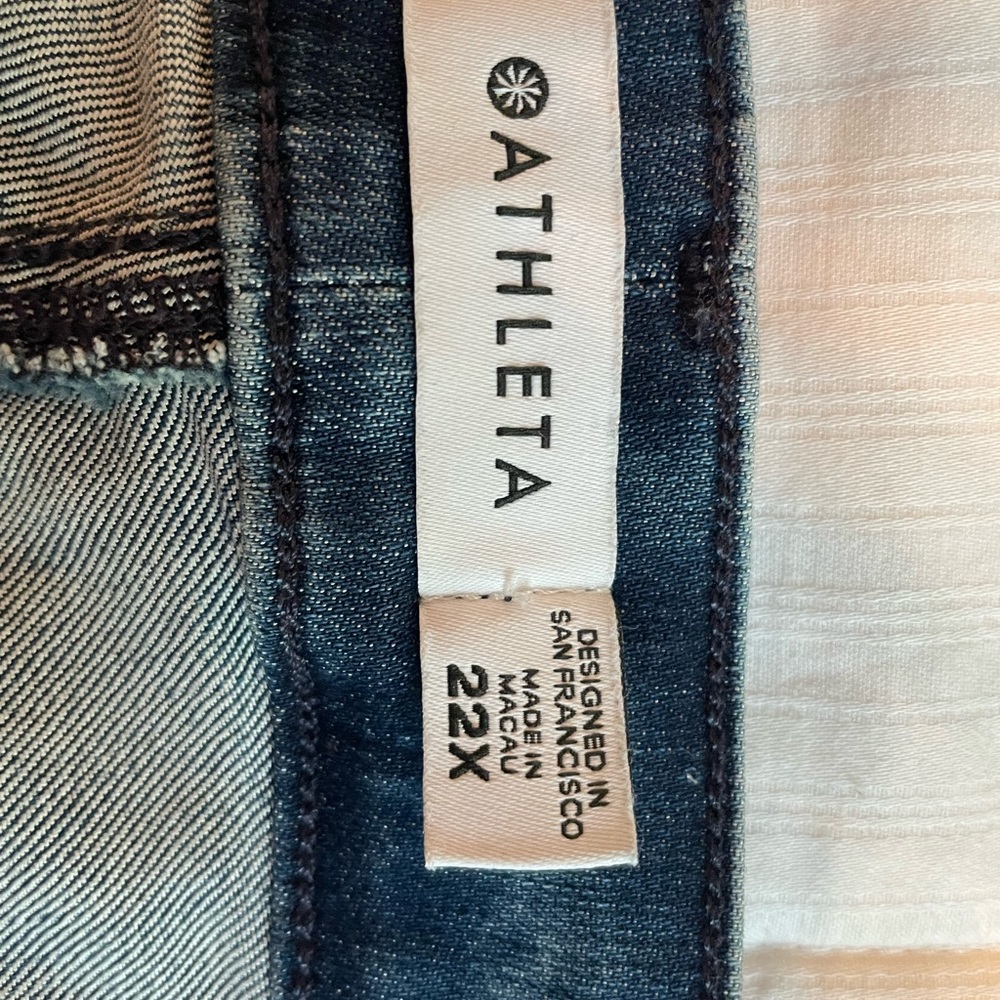 ATHLETA
DESIGNED IN
SAN FRANCISCO
MADE IN
MACAU
22X